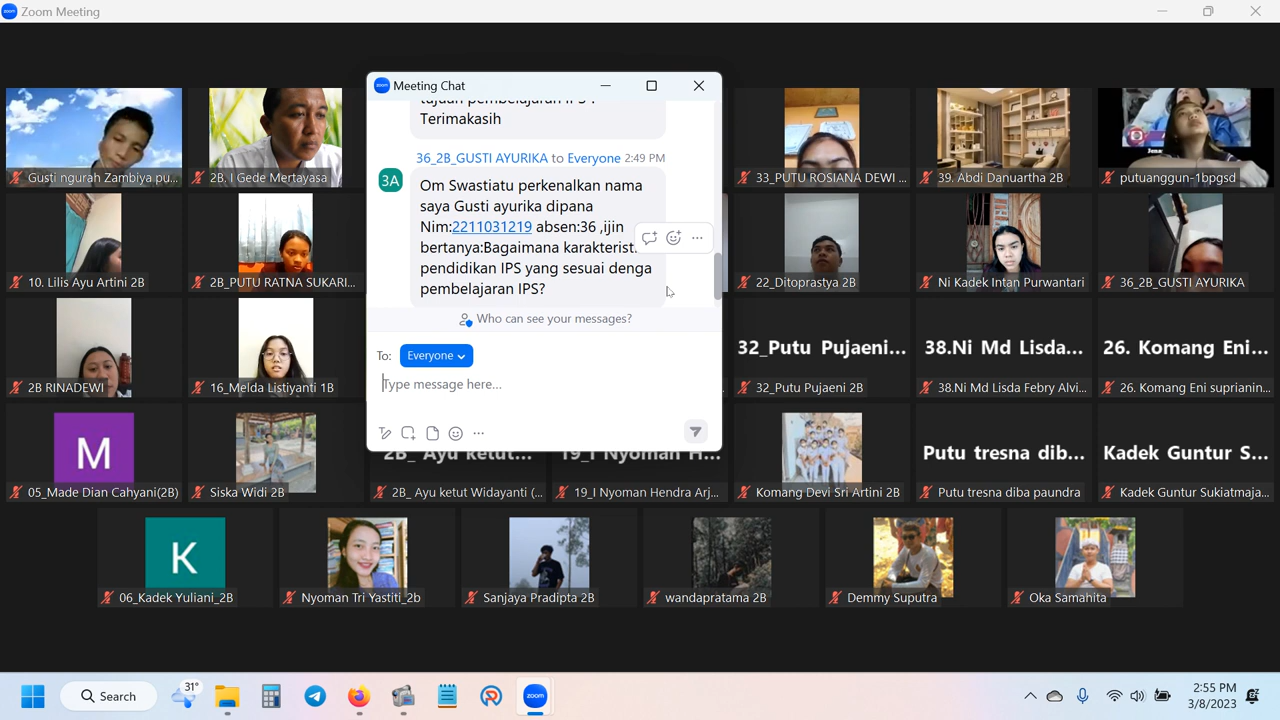 Zoom Meeting
Meeting Chat
tujuan pembelajaran IPS ?
Terimakasih
36_2B_GUSTI AYURIKA to Everyone 2:49 PM
3A
Om Swastiatu perkenalkan nama
saya Gusti ayurika dipana
Nim:2211031219 absen:36 ,ijin
bertanya:Bagaimana karakterist
pendidikan IPS yang sesuai denga
pembelajaran IPS?
Who can see your messages?
To: Everyone
Type message here...
Gusti ngurah Zambiya pu...
2B. I Gede Mertayasa
33_PUTU ROSIANA DEWI ...
39. Abdi Danuartha 2B
putuanggun-1bpgsd
10. Lilis Ayu Artini 2B
2B_PUTU RATNA SUKARI...
22_Ditoprastya 2B
Ni Kadek Intan Purwantari
36_2B_GUSTI AYURIKA
2B RINADEWI
16_Melda Listiyanti 1B
32_Putu Pujaeni...
32_Putu Pujaeni 2B
38.Ni Md Lisda...
38.Ni Md Lisda Febry Alvi...
26. Komang Eni...
26. Komang Eni suprianin...
M
05_Made Dian Cahyani(2B)
Siska Widi 2B
2B_ Ayu ketut...
2B_ Ayu ketut Widayanti (...
19_I Nyoman H...
19_I Nyoman Hendra Arj...
Komang Devi Sri Artini 2B
Putu tresna dib...
Putu tresna diba paundra
Kadek Guntur S...
Kadek Guntur Sukiatmaja...
K
06_Kadek Yuliani_2B
Nyoman Tri Yastiti_2b
Sanjaya Pradipta 2B
wandapratama 2B
Demmy Suputra
Oka Samahita
Search
31°
zoom
2:55 PM
3/8/2023